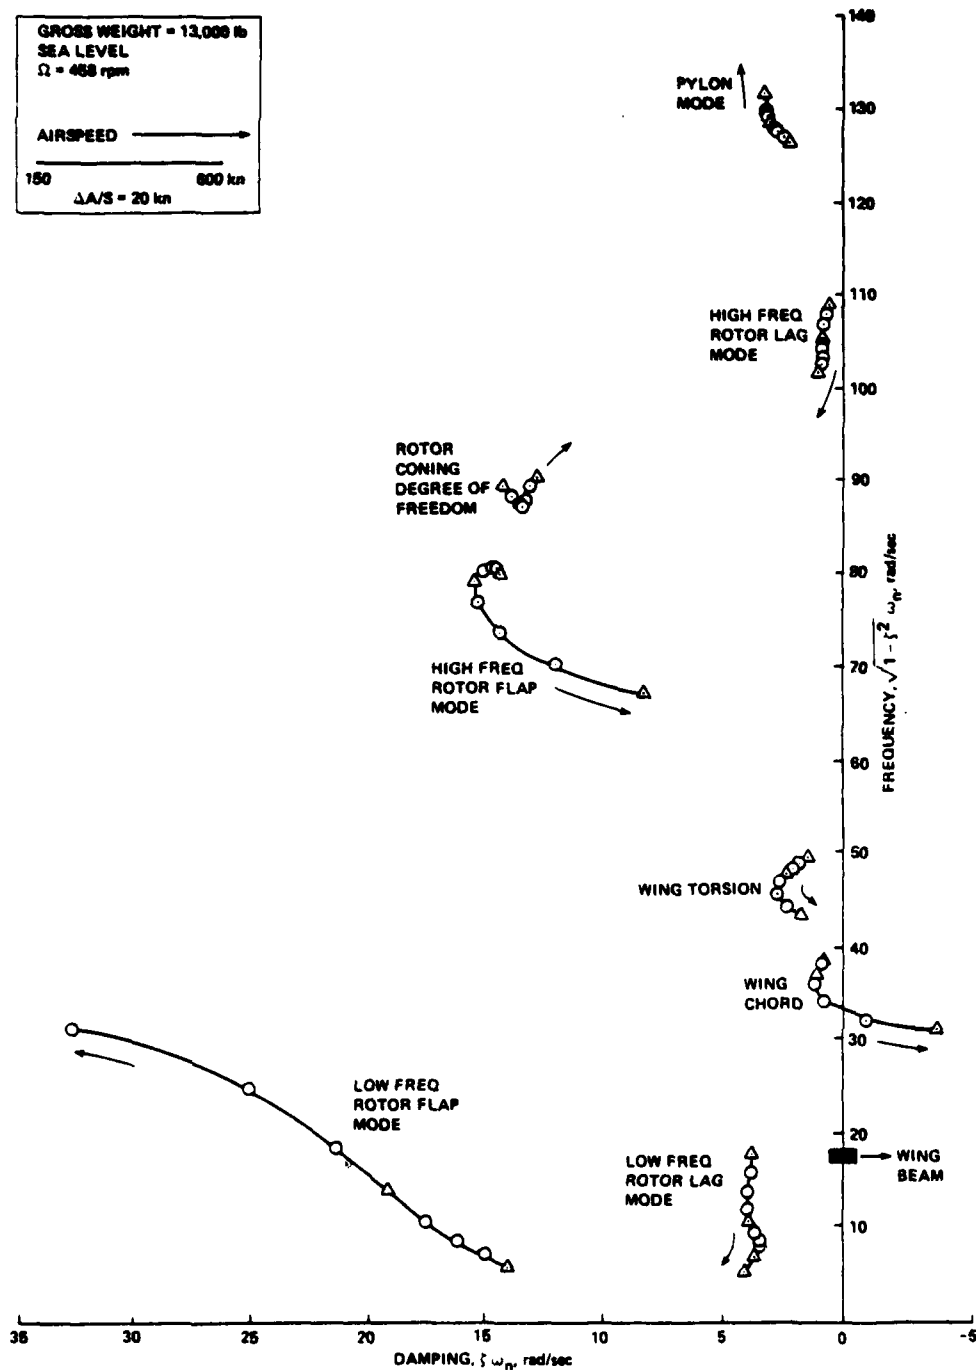 GROSS WEIGHT = 13,000 lb
SEA LEVEL
Ω = 458 rpm
AIRSPEED
150 600 kn
ΔA/S = 20 kn
140
PYLON
MODE
130
120
110
HIGH FREQ
ROTOR LAG
MODE
100
ROTOR
CONING
DEGREE OF
FREEDOM
90
80
HIGH FREQ
ROTOR FLAP
MODE
70
FREQUENCY, √1 - ζ² ωn, rad/sec
60
50
WING TORSION
40
WING
CHORD
30
LOW FREQ
ROTOR FLAP
MODE
20
LOW FREQ
ROTOR LAG
MODE
WING
BEAM
10
35 30 25 20 15 10 5 0 -5
DAMPING, ζ ωn, rad/sec